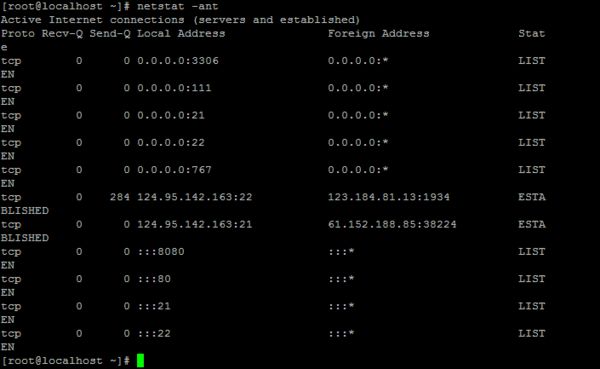 [root@localhost ~]# netstat -ant
Active Internet connections (servers and established)
Proto Recv-Q Send-Q Local Address Foreign Address Stat
e
tcp 0 0 0.0.0.0:3306 0.0.0.0:* LIST
EN
tcp 0 0 0.0.0.0:111 0.0.0.0:* LIST
EN
tcp 0 0 0.0.0.0:21 0.0.0.0:* LIST
EN
tcp 0 0 0.0.0.0:22 0.0.0.0:* LIST
EN
tcp 0 0 0.0.0.0:767 0.0.0.0:* LIST
EN
tcp 0 284 124.95.142.163:22 123.184.81.13:1934 ESTA
BLISHED
tcp 0 0 124.95.142.163:21 61.152.188.85:38224 ESTA
BLISHED
tcp 0 0 :::8080 :::* LIST
EN
tcp 0 0 :::80 :::* LIST
EN
tcp 0 0 :::21 :::* LIST
EN
tcp 0 0 :::22 :::* LIST
EN
[root@localhost ~]#